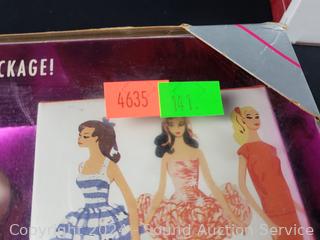 CKAGE!
4635
141.
Copyright 2024 - Sound Auction Service